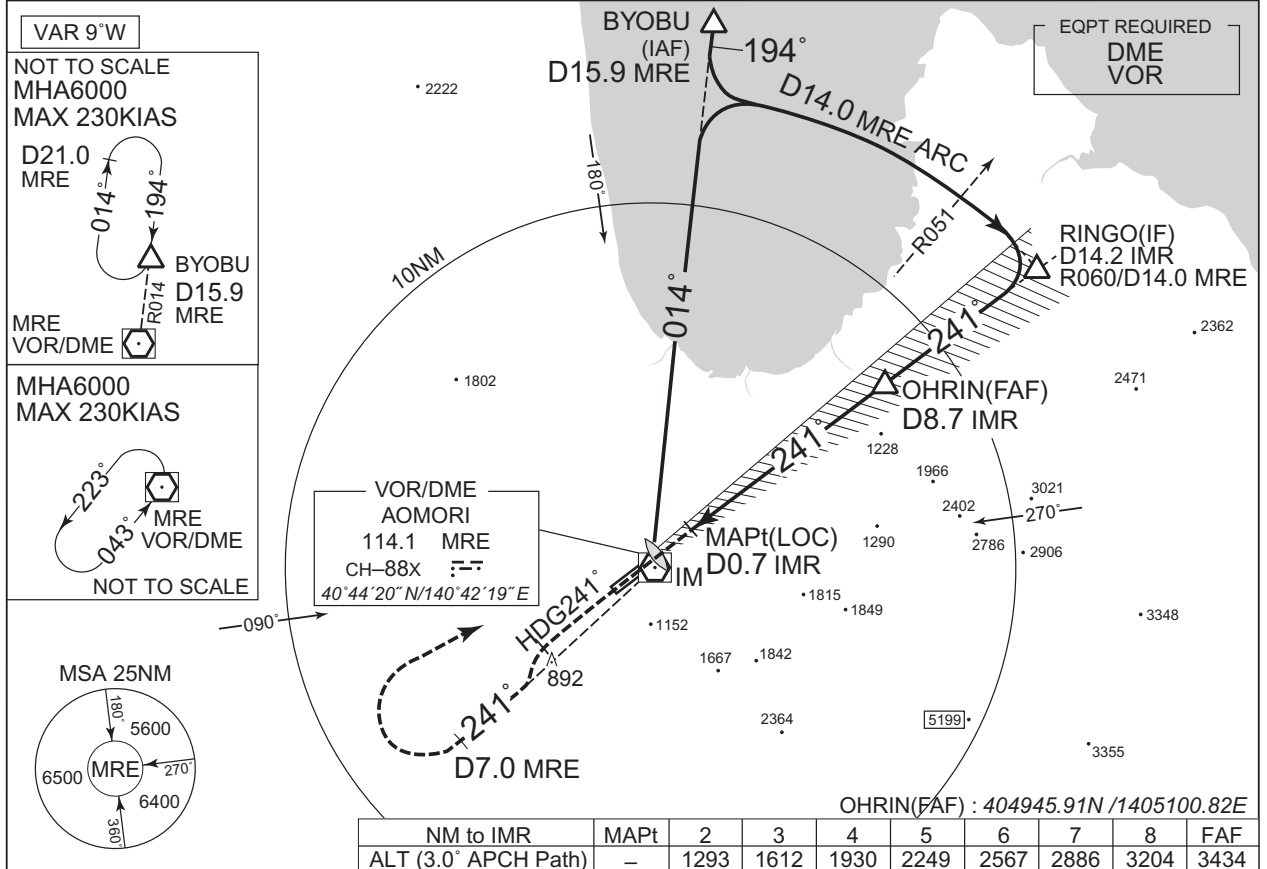 VAR 9˚W
NOT TO SCALE
MHA6000
MAX 230KIAS
D21.0
MRE
014˚
194˚
BYOBU
D15.9
MRE
R014
MRE
VOR/DME
MHA6000
MAX 230KIAS
223˚
043˚
MRE
VOR/DME
NOT TO SCALE
BYOBU
(IAF)
D15.9 MRE
194˚
D14.0 MRE ARC
EQPT REQUIRED
DME
VOR
2222
180˚
R051
RINGO(IF)
D14.2 IMR
R060/D14.0 MRE
10NM
014˚
241˚
2362
1802
2471
OHRIN(FAF)
D8.7 IMR
241˚
1228
1966
3021
2402
270˚
2786
2906
1290
VOR/DME
AOMORI
114.1 MRE
CH–88X
40˚44´20˝N/140˚42´19˝E
MAPt(LOC)
D0.7 IMR
IM
1815
1849
3348
090˚
HDG241˚
1152
1667
1842
892
241˚
D7.0 MRE
2364
5199
3355
MSA 25NM
180˚
5600
MRE
270˚
6500
6400
360˚
OHRIN(FAF) : 404945.91N /1405100.82E
NM to IMR MAPt 2 3 4 5 6 7 8 FAF
ALT (3.0˚ APCH Path) – 1293 1612 1930 2249 2567 2886 3204 3434